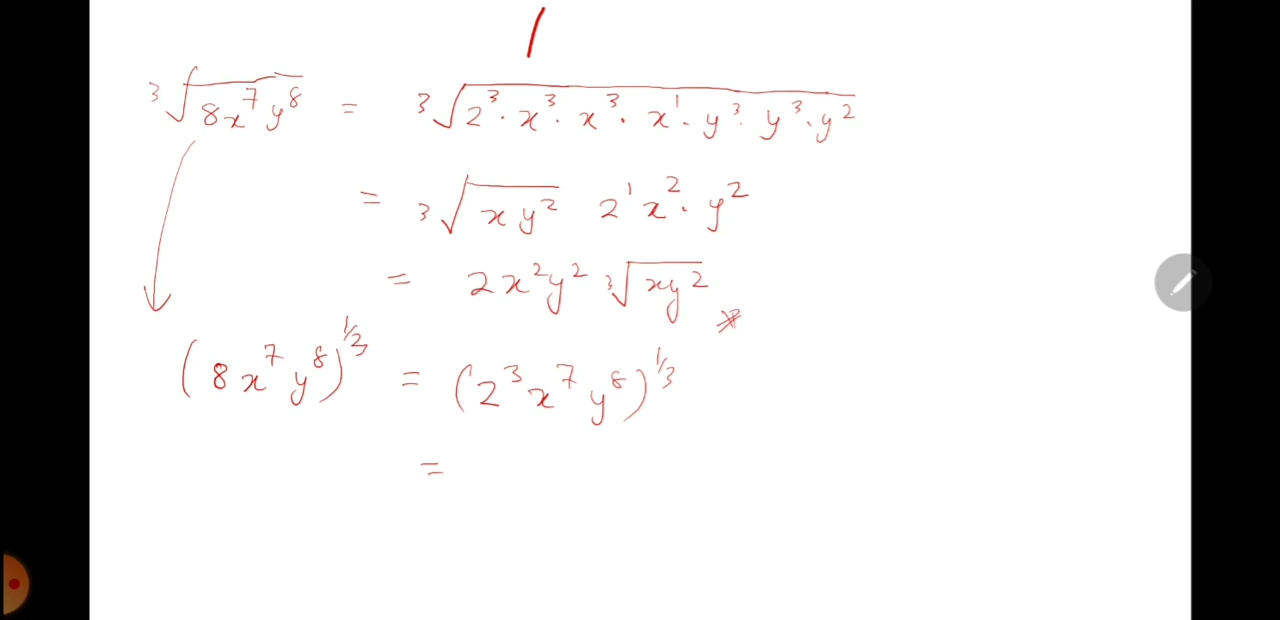 ∛(8x⁷y⁸) = ∛(2³·x³·x³·x¹·y³·y³·y²)
= ∛(xy²) 2¹x²·y²
= 2x²y² ∛(xy²)
(8x⁷y⁸)^(1/3) = (2³x⁷y⁸)^(1/3)
=